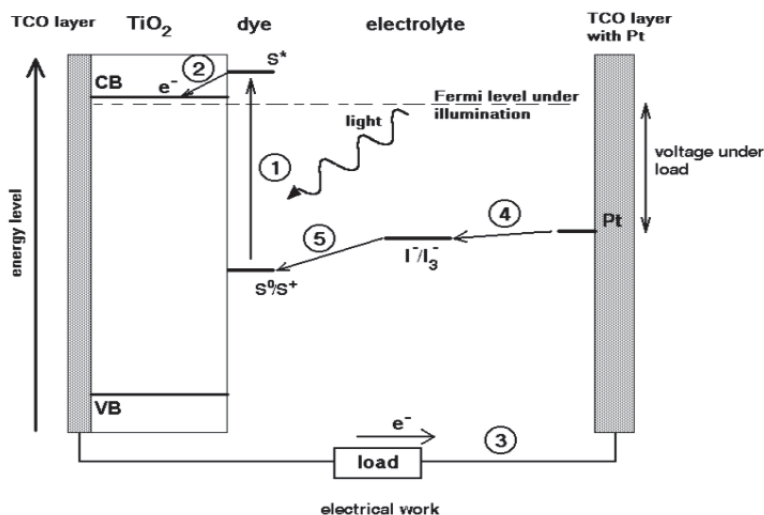 TCO layer
TiO₂
dye
electrolyte
TCO layer
with Pt
CB
e⁻
②
S*
Fermi level under
illumination
light
①
voltage under
load
energy level
④
Pt
⑤
I⁻/I₃⁻
S⁰/S⁺
VB
e⁻
③
load
electrical work